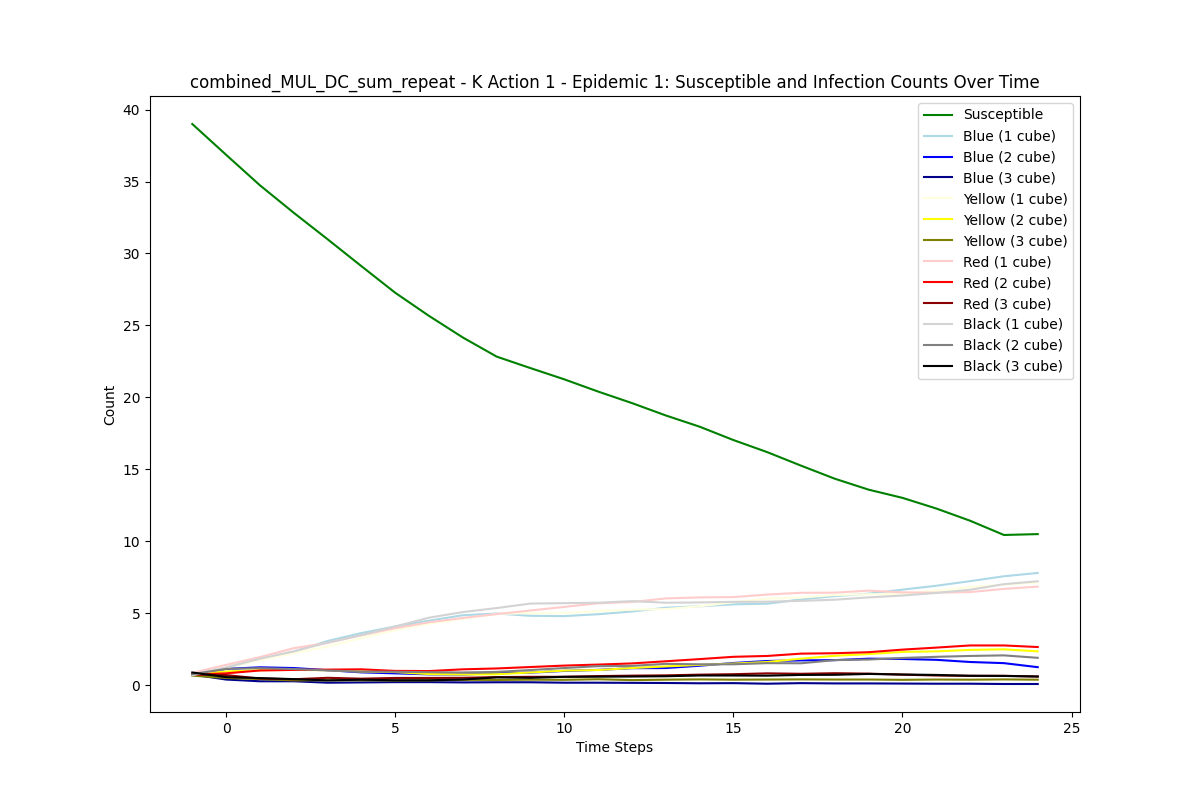 combined_MUL_DC_sum_repeat - K Action 1 - Epidemic 1: Susceptible and Infection Counts Over Time
40
35
30
25
20
15
10
5
0
Count
Susceptible
Blue (1 cube)
Blue (2 cube)
Blue (3 cube)
Yellow (1 cube)
Yellow (2 cube)
Yellow (3 cube)
Red (1 cube)
Red (2 cube)
Red (3 cube)
Black (1 cube)
Black (2 cube)
Black (3 cube)
0 5 10 15 20 25
Time Steps